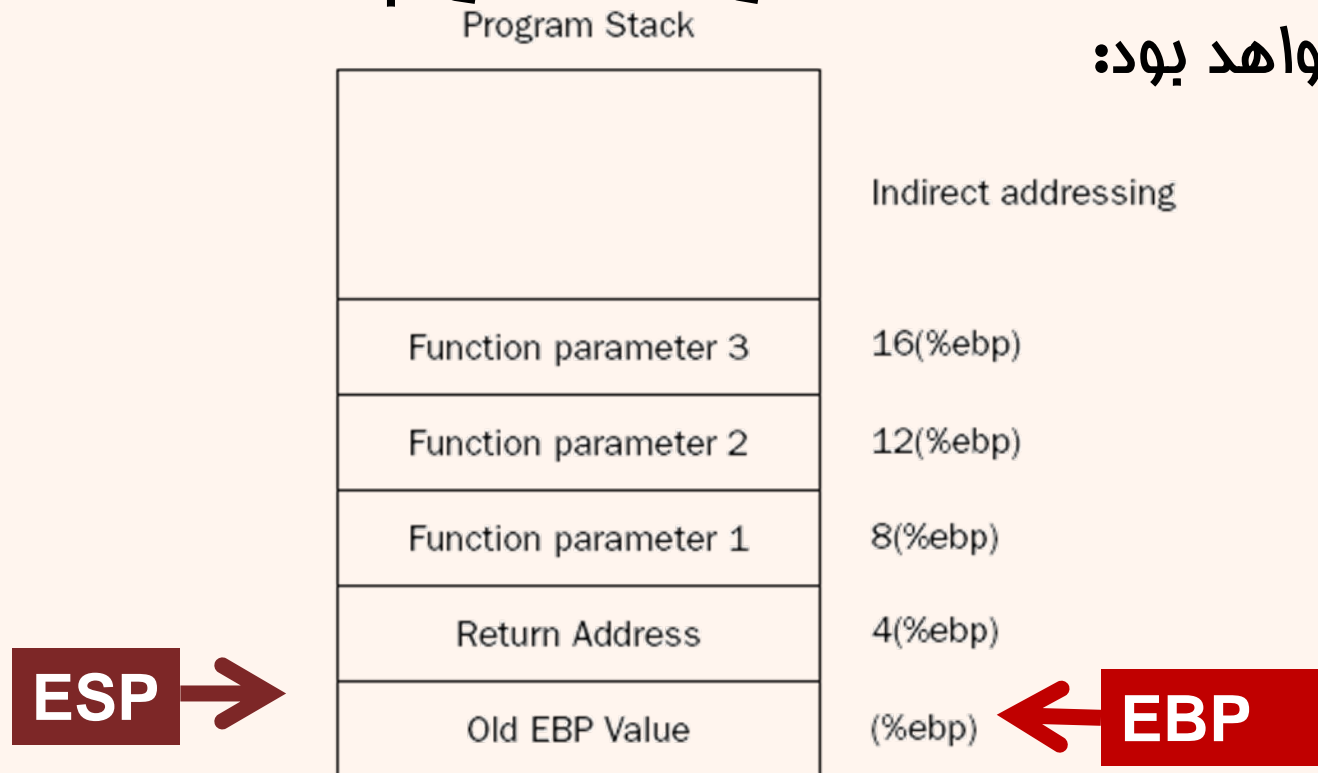 Program Stack
بود:
Indirect addressing
Function parameter 3 16(%ebp)
Function parameter 2 12(%ebp)
Function parameter 1 8(%ebp)
Return Address 4(%ebp)
ESP
Old EBP Value (%ebp) EBP